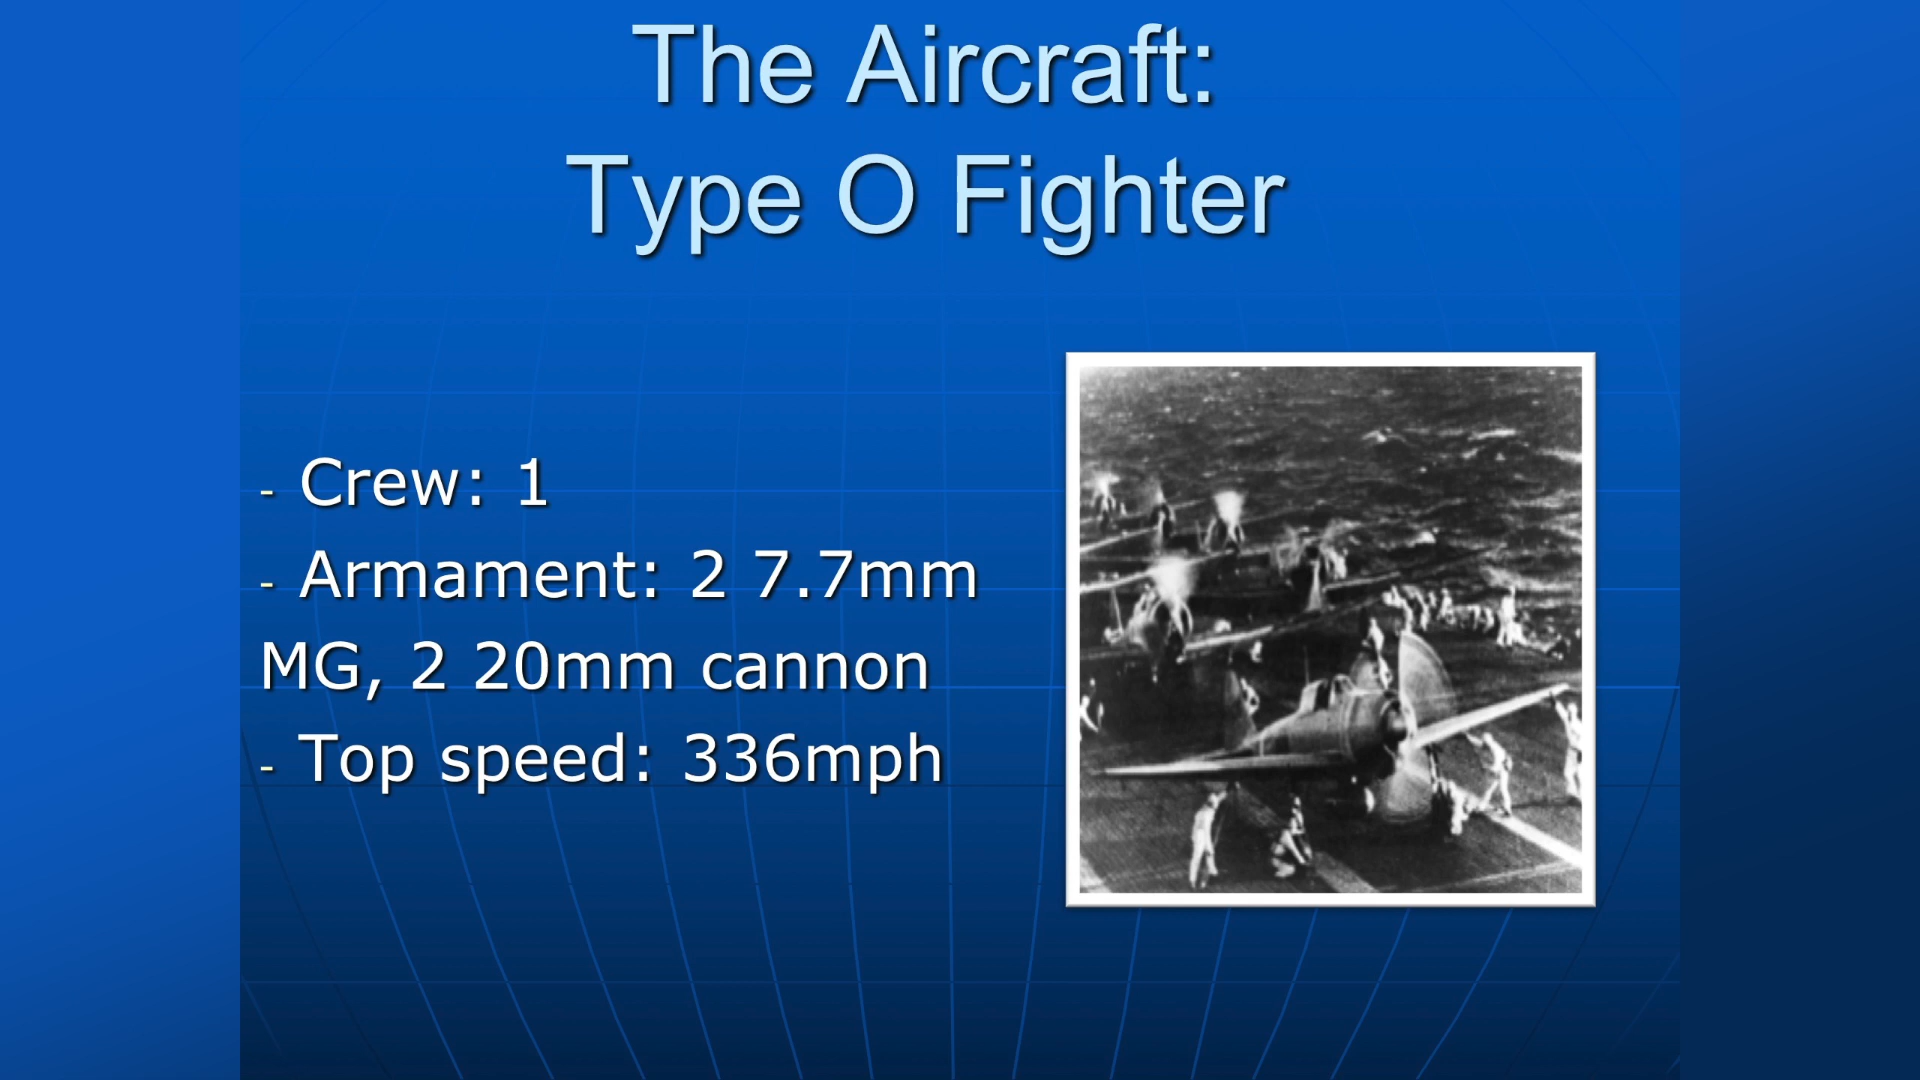 The Aircraft:
Type O Fighter
- Crew: 1
- Armament: 2 7.7mm
MG, 2 20mm cannon
- Top speed: 336mph